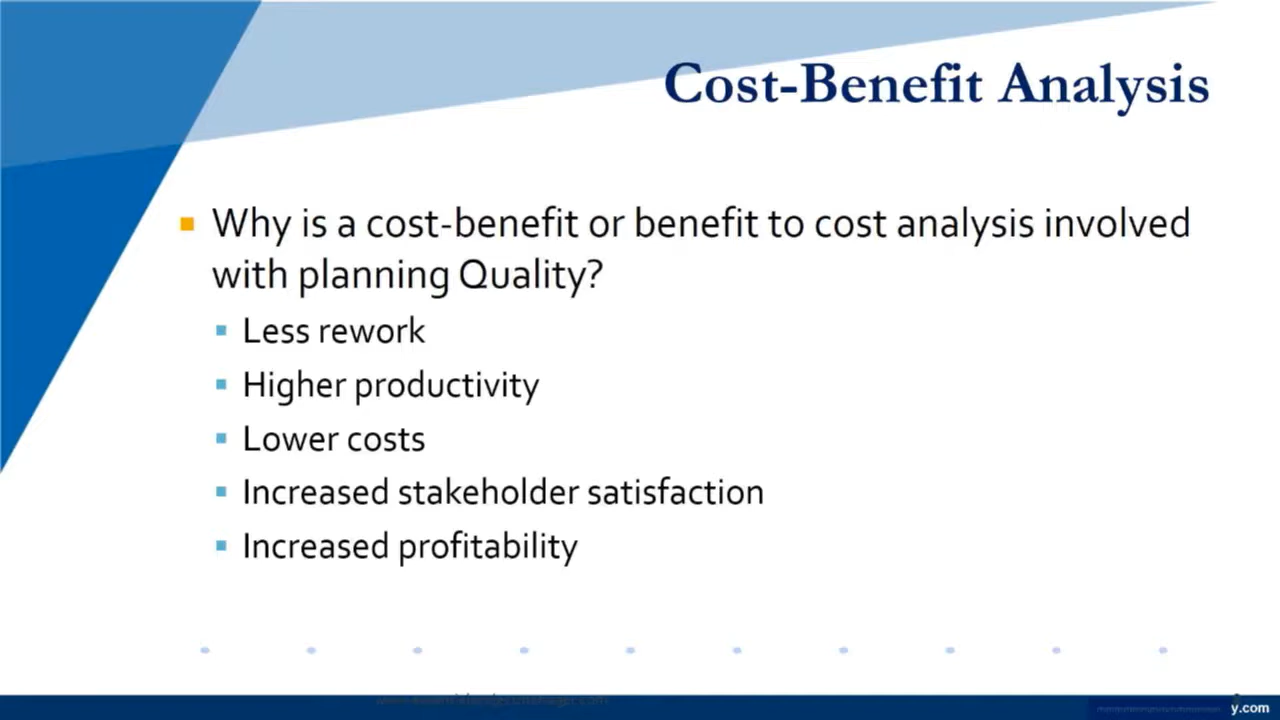 Cost-Benefit Analysis
Why is a cost-benefit or benefit to cost analysis involved
with planning Quality?
Less rework
Higher productivity
Lower costs
Increased stakeholder satisfaction
Increased profitability
y.com